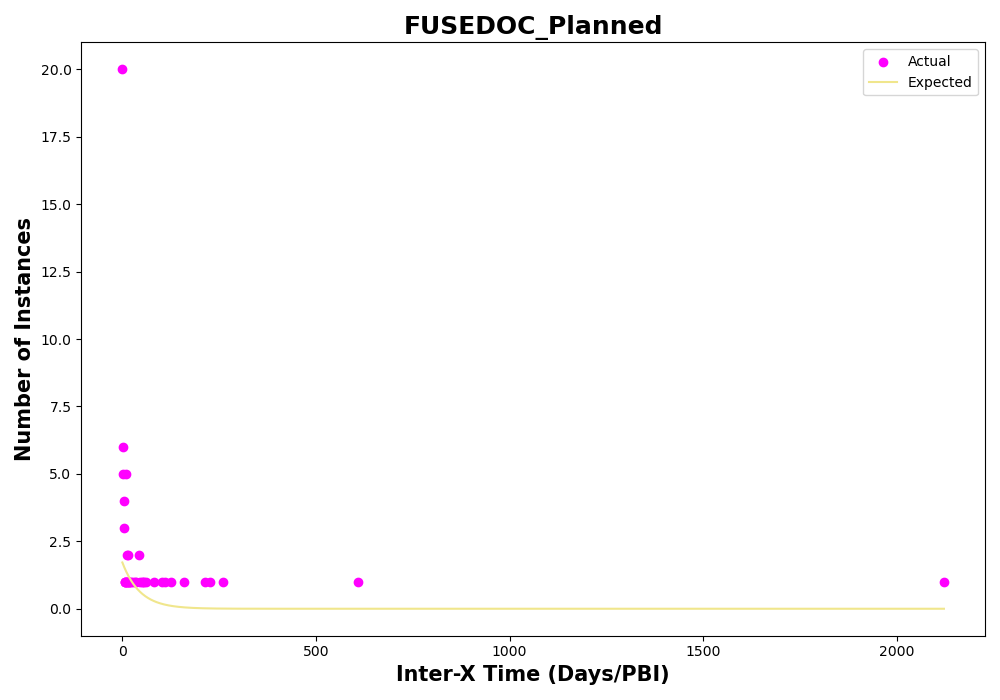 FUSEDOC_Planned
Actual
Expected
20.0
17.5
15.0
12.5
10.0
7.5
5.0
2.5
0.0
Number of Instances
0
500
1000
1500
2000
Inter-X Time (Days/PBI)